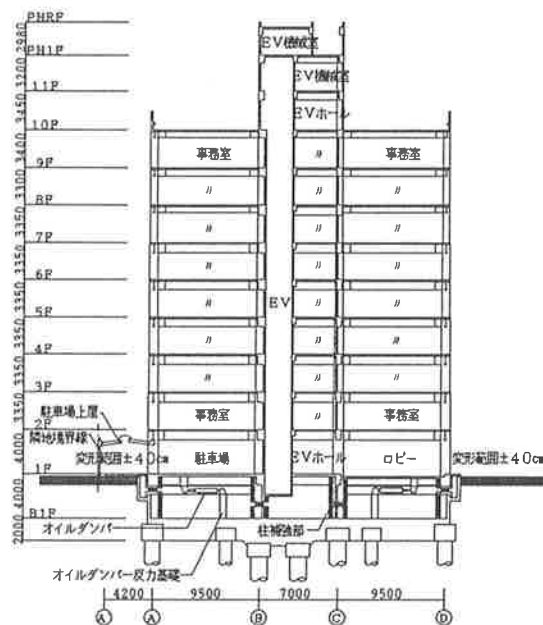 PHRF
2980
EV機械室
PH1F
3200
EV機械室
11F
3450
EVホール
10F
3400
事務室
〃
事務室
9F
3300
〃
〃
〃
8F
3350
〃
〃
〃
7F
3350
〃
〃
〃
6F
3350
〃
EV
〃
〃
5F
3350
〃
〃
〃
4F
3350
〃
〃
〃
3F
3350
事務室
〃
事務室
駐車場上屋
2F
隣地境界線
4000
変形範囲±40cm
駐車場
EVホール
ロビー
変形範囲±40cm
1F
4000
B1F
オイルダンパー
柱補強部
2000
オイルダンパー反力基礎
4200
9500
7000
9500
A
A
B
C
D